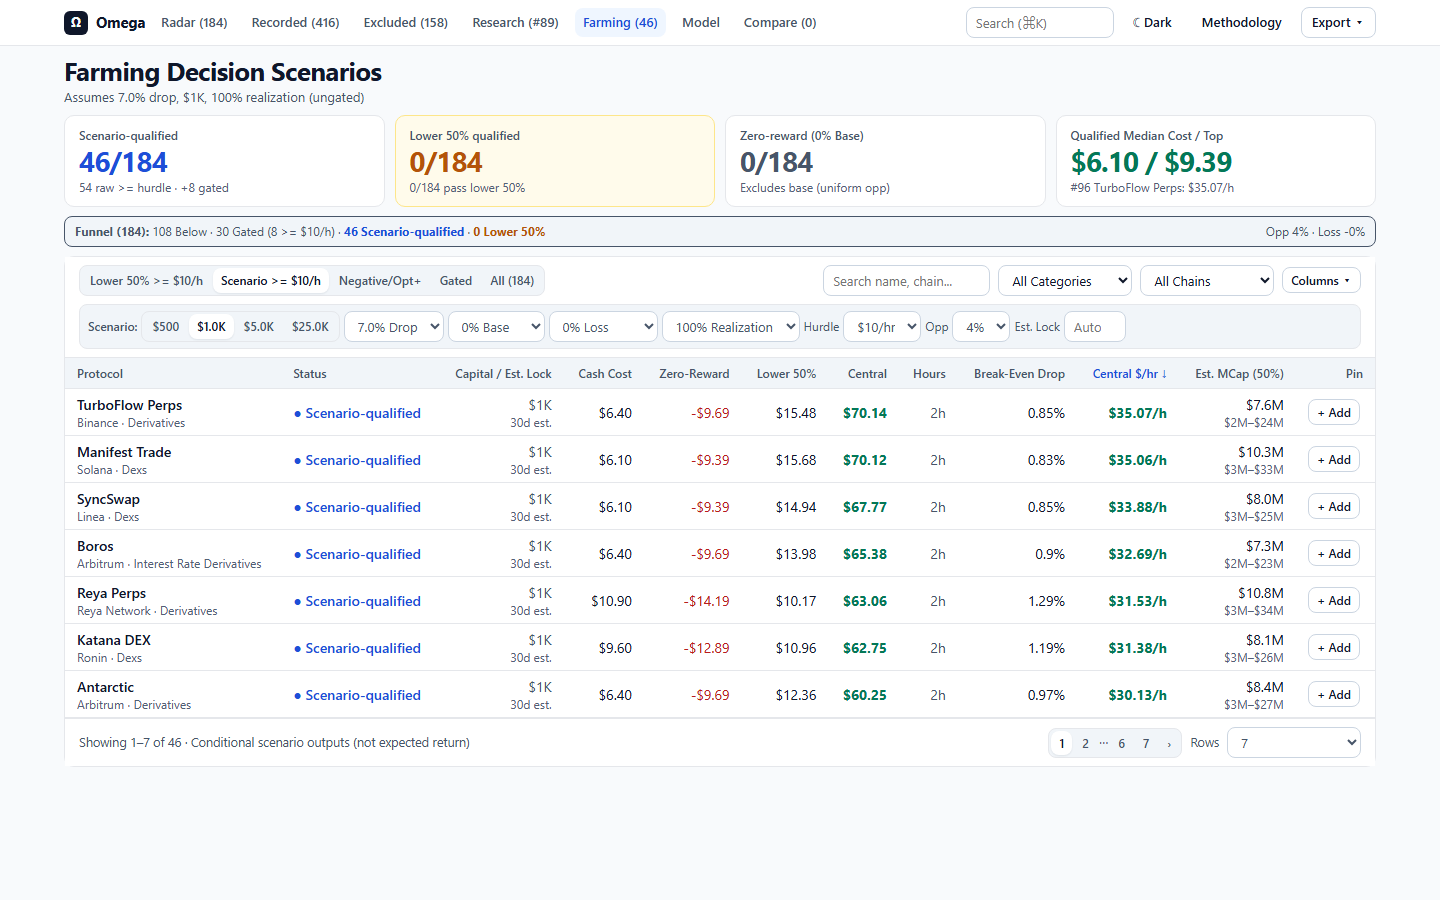 Ω Omega Radar (184) Recorded (416) Excluded (158) Research (#89) Farming (46) Model Compare (0) Search (⌘K) ☾ Dark Methodology Export ▾
Farming Decision Scenarios
Assumes 7.0% drop, $1K, 100% realization (ungated)
Scenario-qualified
46/184
54 raw >= hurdle · +8 gated
Lower 50% qualified
0/184
0/184 pass lower 50%
Zero-reward (0% Base)
0/184
Excludes base (uniform opp)
Qualified Median Cost / Top
$6.10 / $9.39
#96 TurboFlow Perps: $35.07/h
Funnel (184): 108 Below · 30 Gated (8 >= $10/h) · 46 Scenario-qualified · 0 Lower 50% Opp 4% · Loss -0%
Lower 50% >= $10/h Scenario >= $10/h Negative/Opt+ Gated All (184) Search name, chain... All Categories All Chains Columns ▾
Scenario: $500 $1.0K $5.0K $25.0K 7.0% Drop 0% Base 0% Loss 100% Realization Hurdle $10/hr Opp 4% Est. Lock Auto
Protocol Status Capital / Est. Lock Cash Cost Zero-Reward Lower 50% Central Hours Break-Even Drop Central $/hr ↓ Est. MCap (50%) Pin
TurboFlow Perps ● Scenario-qualified $1K $6.40 -$9.69 $15.48 $70.14 2h 0.85% $35.07/h $7.6M + Add
Binance · Derivatives 30d est. $2M–$24M
Manifest Trade ● Scenario-qualified $1K $6.10 -$9.39 $15.68 $70.12 2h 0.83% $35.06/h $10.3M + Add
Solana · Dexs 30d est. $3M–$33M
SyncSwap ● Scenario-qualified $1K $6.10 -$9.39 $14.94 $67.77 2h 0.85% $33.88/h $8.0M + Add
Linea · Dexs 30d est. $3M–$25M
Boros ● Scenario-qualified $1K $6.40 -$9.69 $13.98 $65.38 2h 0.9% $32.69/h $7.3M + Add
Arbitrum · Interest Rate Derivatives 30d est. $2M–$23M
Reya Perps ● Scenario-qualified $1K $10.90 -$14.19 $10.17 $63.06 2h 1.29% $31.53/h $10.8M + Add
Reya Network · Derivatives 30d est. $3M–$34M
Katana DEX ● Scenario-qualified $1K $9.60 -$12.89 $10.96 $62.75 2h 1.19% $31.38/h $8.1M + Add
Ronin · Dexs 30d est. $3M–$26M
Antarctic ● Scenario-qualified $1K $6.40 -$9.69 $12.36 $60.25 2h 0.97% $30.13/h $8.4M + Add
Arbitrum · Derivatives 30d est. $3M–$27M
Showing 1–7 of 46 · Conditional scenario outputs (not expected return) 1 2 ··· 6 7 › Rows 7